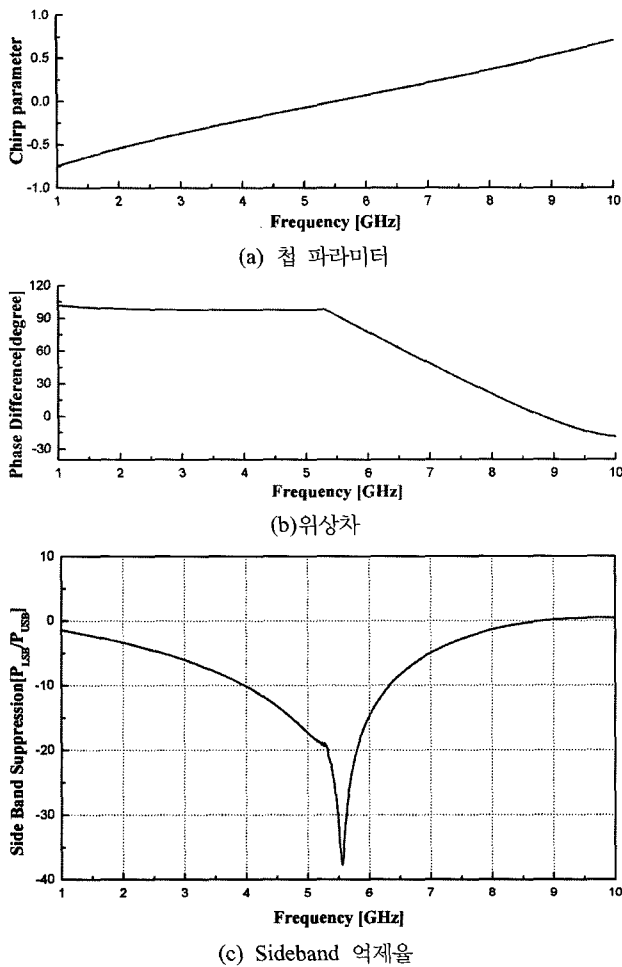 1.0
0.5
0.0
-0.5
-1.0
Chirp parameter
1 2 3 4 5 6 7 8 9 10
Frequency [GHz]
(a) 첩 파라미터
120
90
60
30
0
-30
Phase Difference[degree]
1 2 3 4 5 6 7 8 9 10
Frequency [GHz]
(b)위상차
10
0
-10
-20
-30
-40
Side Band Suppression[P_LSB/P_USB]
1 2 3 4 5 6 7 8 9 10
Frequency [GHz]
(c) Sideband 억제율